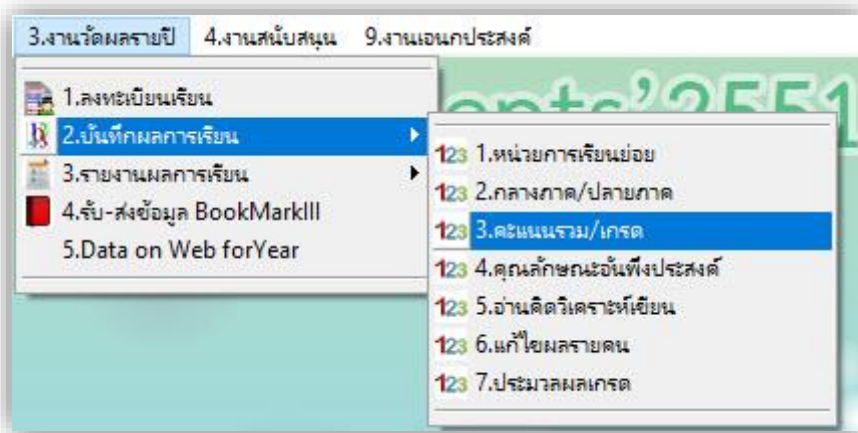 3.งานวัดผลรายปี 4.งานสนับสนุน 9.งานเอนกประสงค์
1.ลงทะเบียนเรียน
2.บันทึกผลการเรียน
3.รายงานผลการเรียน
4.รับ-ส่งข้อมูล BookMarkIII
5.Data on Web forYear
123 1.หน่วยการเรียนย่อย
123 2.กลางภาค/ปลายภาค
123 3.คะแนนรวม/เกรด
123 4.คุณลักษณะอันพึงประสงค์
123 5.อ่านคิดวิเคราะห์เขียน
123 6.แก้ไขผลรายคน
123 7.ประมวลผลเกรด
ents'2551